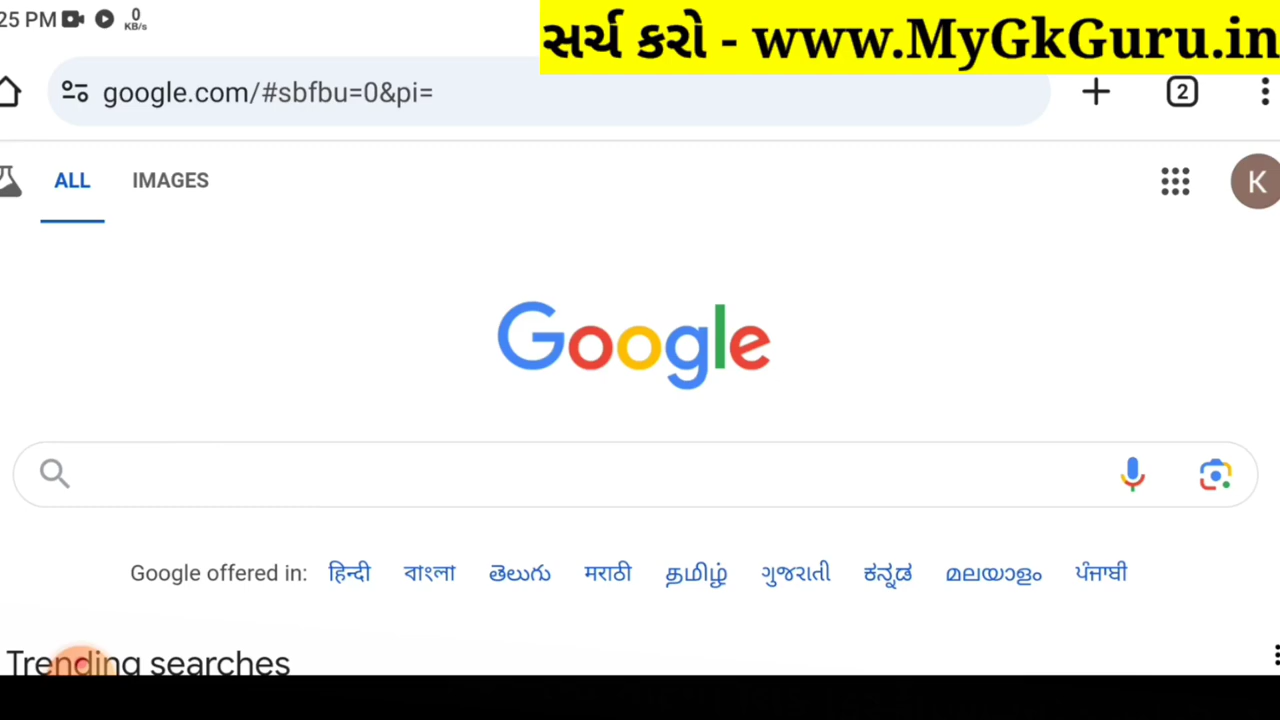 25 PM 0 KB/s
સર્ચ કરો - www.MyGkGuru.in
google.com/#sbfbu=0&pi=
2
ALL IMAGES
K
Google
Google offered in: हिन्दी বাংলা తెలుగు मराठी தமிழ் ગુજરાતી ಕನ್ನಡ മലയാളം ਪੰਜਾਬੀ
Trending searches